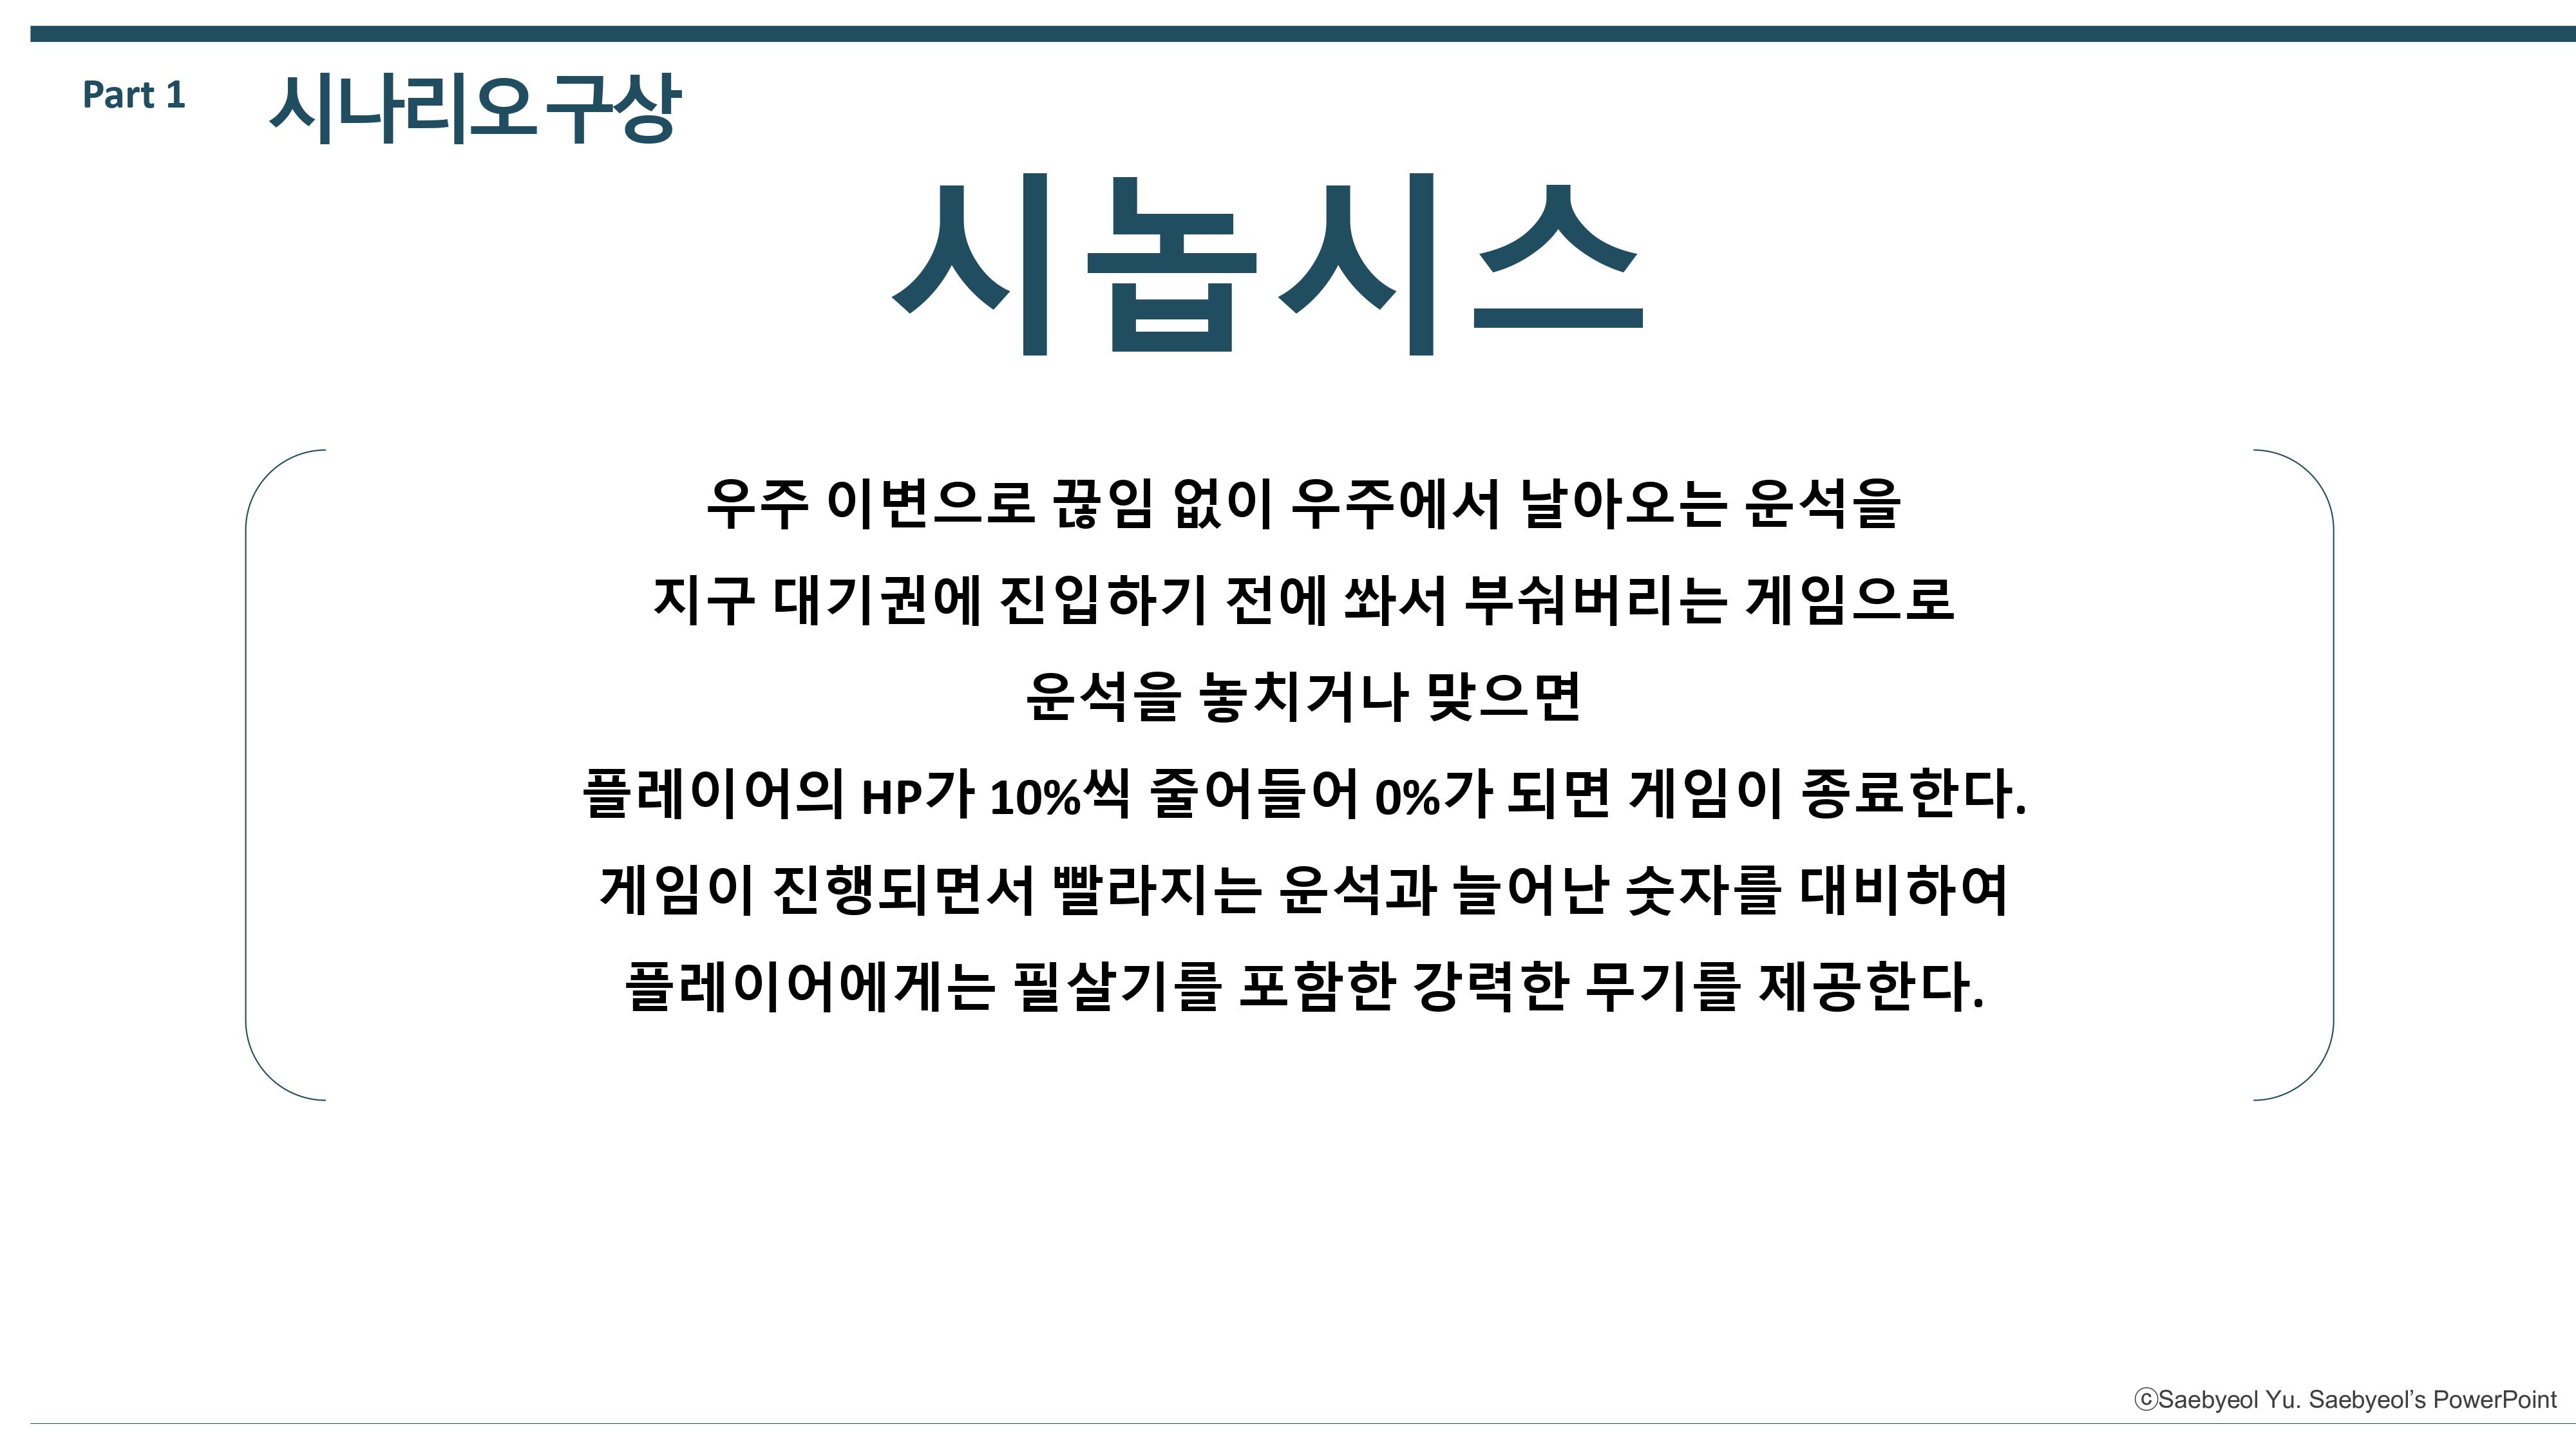 Part 1
시나리오 구상
시놉시스
우주 이변으로 끊임 없이 우주에서 날아오는 운석을
지구 대기권에 진입하기 전에 쏴서 부숴버리는 게임으로
운석을 놓치거나 맞으면
플레이어의 HP가 10%씩 줄어들어 0%가 되면 게임이 종료한다.
게임이 진행되면서 빨라지는 운석과 늘어난 숫자를 대비하여
플레이어에게는 필살기를 포함한 강력한 무기를 제공한다.
ⓒSaebyeol Yu. Saebyeol’s PowerPoint